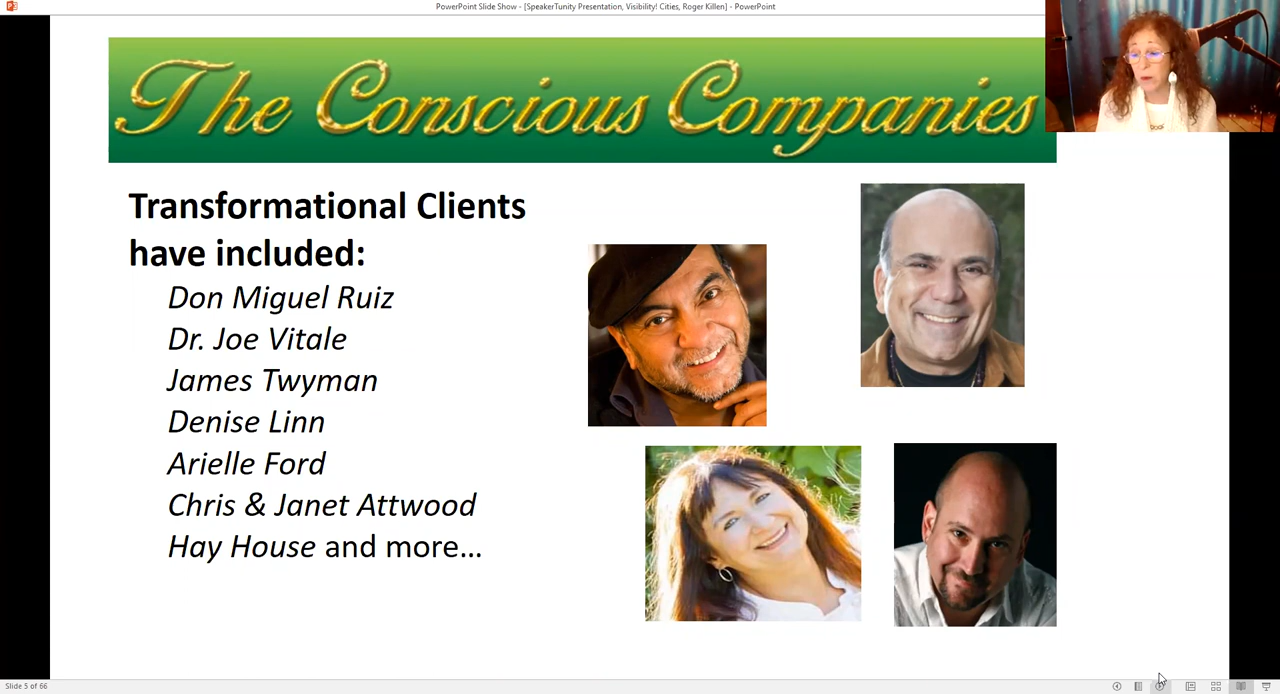 PowerPoint Slide Show - [SpeakerTunity Presentation, Visibility! Cities, Roger Killen] - PowerPoint
The Conscious Companies
Transformational Clients
have included:
Don Miguel Ruiz
Dr. Joe Vitale
James Twyman
Denise Linn
Arielle Ford
Chris & Janet Attwood
Hay House and more...
Slide 5 of 66